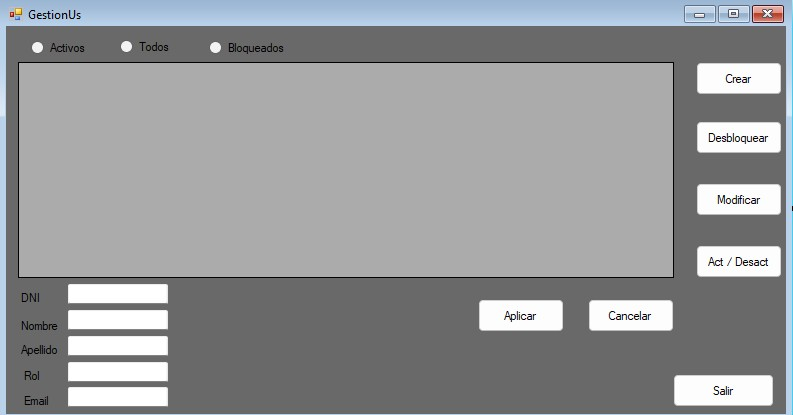 GestionUs
Activos Todos Bloqueados
Crear
Desbloquear
Modificar
Act / Desact
DNI
Nombre
Apellido
Rol
Email
Aplicar Cancelar
Salir